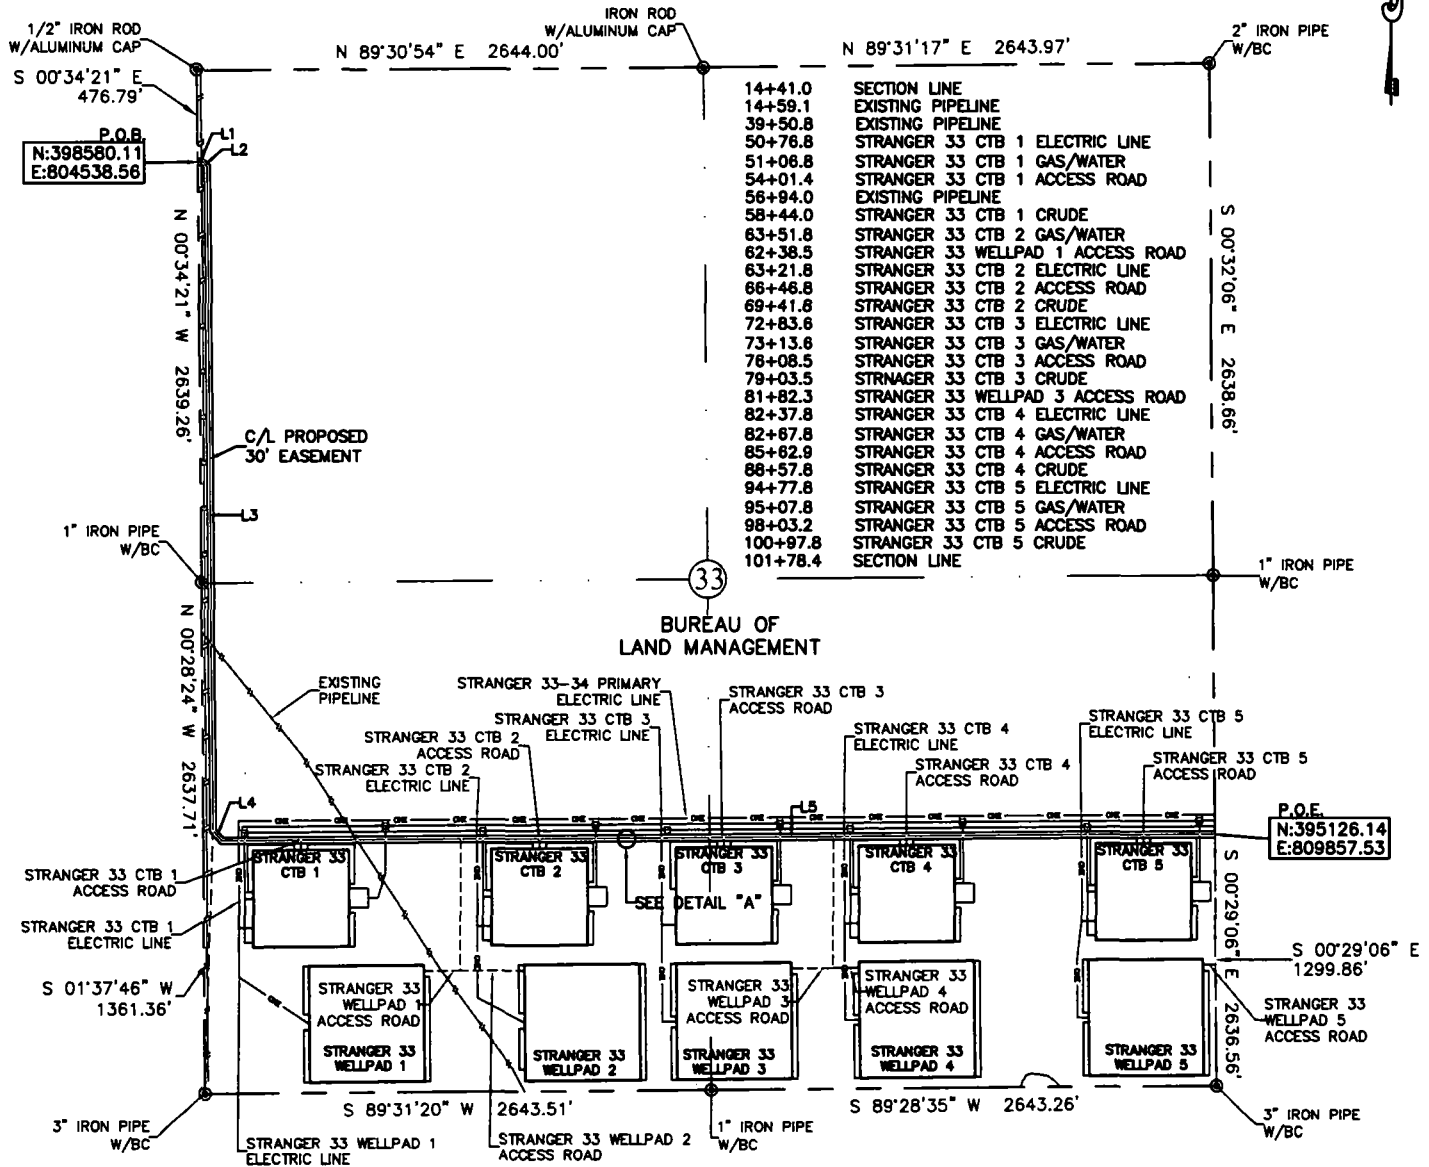 1/2" IRON ROD
W/ALUMINUM CAP
IRON ROD
W/ALUMINUM CAP
2" IRON PIPE
W/BC
N 89°30'54" E 2644.00'
N 89°31'17" E 2643.97'
S 00°34'21" E
476.79'
P.O.B.
N:398580.11
E:804538.56
L1
L2
14+41.0 SECTION LINE
14+59.1 EXISTING PIPELINE
39+50.8 EXISTING PIPELINE
50+76.8 STRANGER 33 CTB 1 ELECTRIC LINE
51+06.8 STRANGER 33 CTB 1 GAS/WATER
54+01.4 STRANGER 33 CTB 1 ACCESS ROAD
56+94.0 EXISTING PIPELINE
58+44.0 STRANGER 33 CTB 1 CRUDE
63+51.8 STRANGER 33 CTB 2 GAS/WATER
62+38.5 STRANGER 33 WELLPAD 1 ACCESS ROAD
63+21.8 STRANGER 33 CTB 2 ELECTRIC LINE
66+46.8 STRANGER 33 CTB 2 ACCESS ROAD
69+41.8 STRANGER 33 CTB 2 CRUDE
72+83.6 STRANGER 33 CTB 3 ELECTRIC LINE
73+13.6 STRANGER 33 CTB 3 GAS/WATER
76+08.5 STRANGER 33 CTB 3 ACCESS ROAD
79+03.5 STRNAGER 33 CTB 3 CRUDE
81+82.3 STRANGER 33 WELLPAD 3 ACCESS ROAD
82+37.8 STRANGER 33 CTB 4 ELECTRIC LINE
82+67.8 STRANGER 33 CTB 4 GAS/WATER
85+62.9 STRANGER 33 CTB 4 ACCESS ROAD
88+57.8 STRANGER 33 CTB 4 CRUDE
94+77.8 STRANGER 33 CTB 5 ELECTRIC LINE
95+07.8 STRANGER 33 CTB 5 GAS/WATER
98+03.2 STRANGER 33 CTB 5 ACCESS ROAD
100+97.8 STRANGER 33 CTB 5 CRUDE
101+78.4 SECTION LINE
N 00°34'21" W 2639.26'
S 00°32'06" E 2638.66'
C/L PROPOSED
30' EASEMENT
L3
1" IRON PIPE
W/BC
33
1" IRON PIPE
W/BC
BUREAU OF
LAND MANAGEMENT
N 00°28'24" W 2637.71'
EXISTING
PIPELINE
STRANGER 33-34 PRIMARY
ELECTRIC LINE
STRANGER 33 CTB 3
ACCESS ROAD
STRANGER 33 CTB 3
ELECTRIC LINE
STRANGER 33 CTB 2
ACCESS ROAD
STRANGER 33 CTB 2
ELECTRIC LINE
STRANGER 33 CTB 4
ELECTRIC LINE
STRANGER 33 CTB 4
ACCESS ROAD
STRANGER 33 CTB 5
ELECTRIC LINE
STRANGER 33 CTB 5
ACCESS ROAD
L4
L5
P.O.E.
N:395126.14
E:809857.53
STRANGER 33
CTB 1
STRANGER 33
CTB 2
STRANGER 33
CTB 3
STRANGER 33
CTB 4
STRANGER 33
CTB 5
STRANGER 33 CTB 1
ACCESS ROAD
SEE DETAIL "A"
STRANGER 33 CTB 1
ELECTRIC LINE
S 00°29'06" E 2636.56'
S 00°29'06" E
1299.86'
S 01°37'46" W
1361.36'
STRANGER 33
WELLPAD 1
ACCESS ROAD
STRANGER 33
WELLPAD 3
ACCESS ROAD
STRANGER 33
WELLPAD 4
ACCESS ROAD
STRANGER 33
WELLPAD 5
ACCESS ROAD
STRANGER 33
WELLPAD 1
STRANGER 33
WELLPAD 2
STRANGER 33
WELLPAD 3
STRANGER 33
WELLPAD 4
STRANGER 33
WELLPAD 5
S 89°31'20" W 2643.51'
S 89°28'35" W 2643.26'
3" IRON PIPE
W/BC
STRANGER 33 WELLPAD 1
ELECTRIC LINE
STRANGER 33 WELLPAD 2
ACCESS ROAD
1" IRON PIPE
W/BC
3" IRON PIPE
W/BC